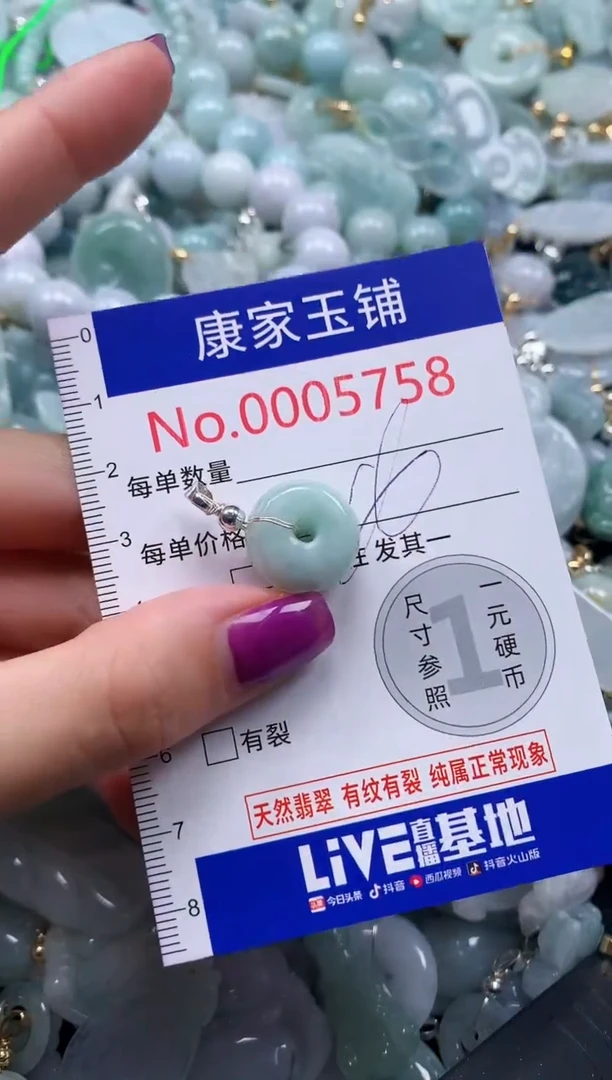 康家玉铺
No.0005758
0
1
2
3
6
7
8
每单数量
每单价格
发其一
一元硬币
尺寸参照
1
有裂
天然翡翠 有纹有裂 纯属正常现象
LiVE直播基地
今日头条 抖音 西瓜视频 抖音火山版